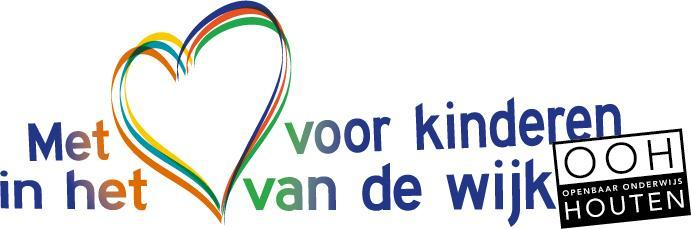 Met voor kinderen
in het van de wijk
OOH
OPENBAAR ONDERWIJS
HOUTEN